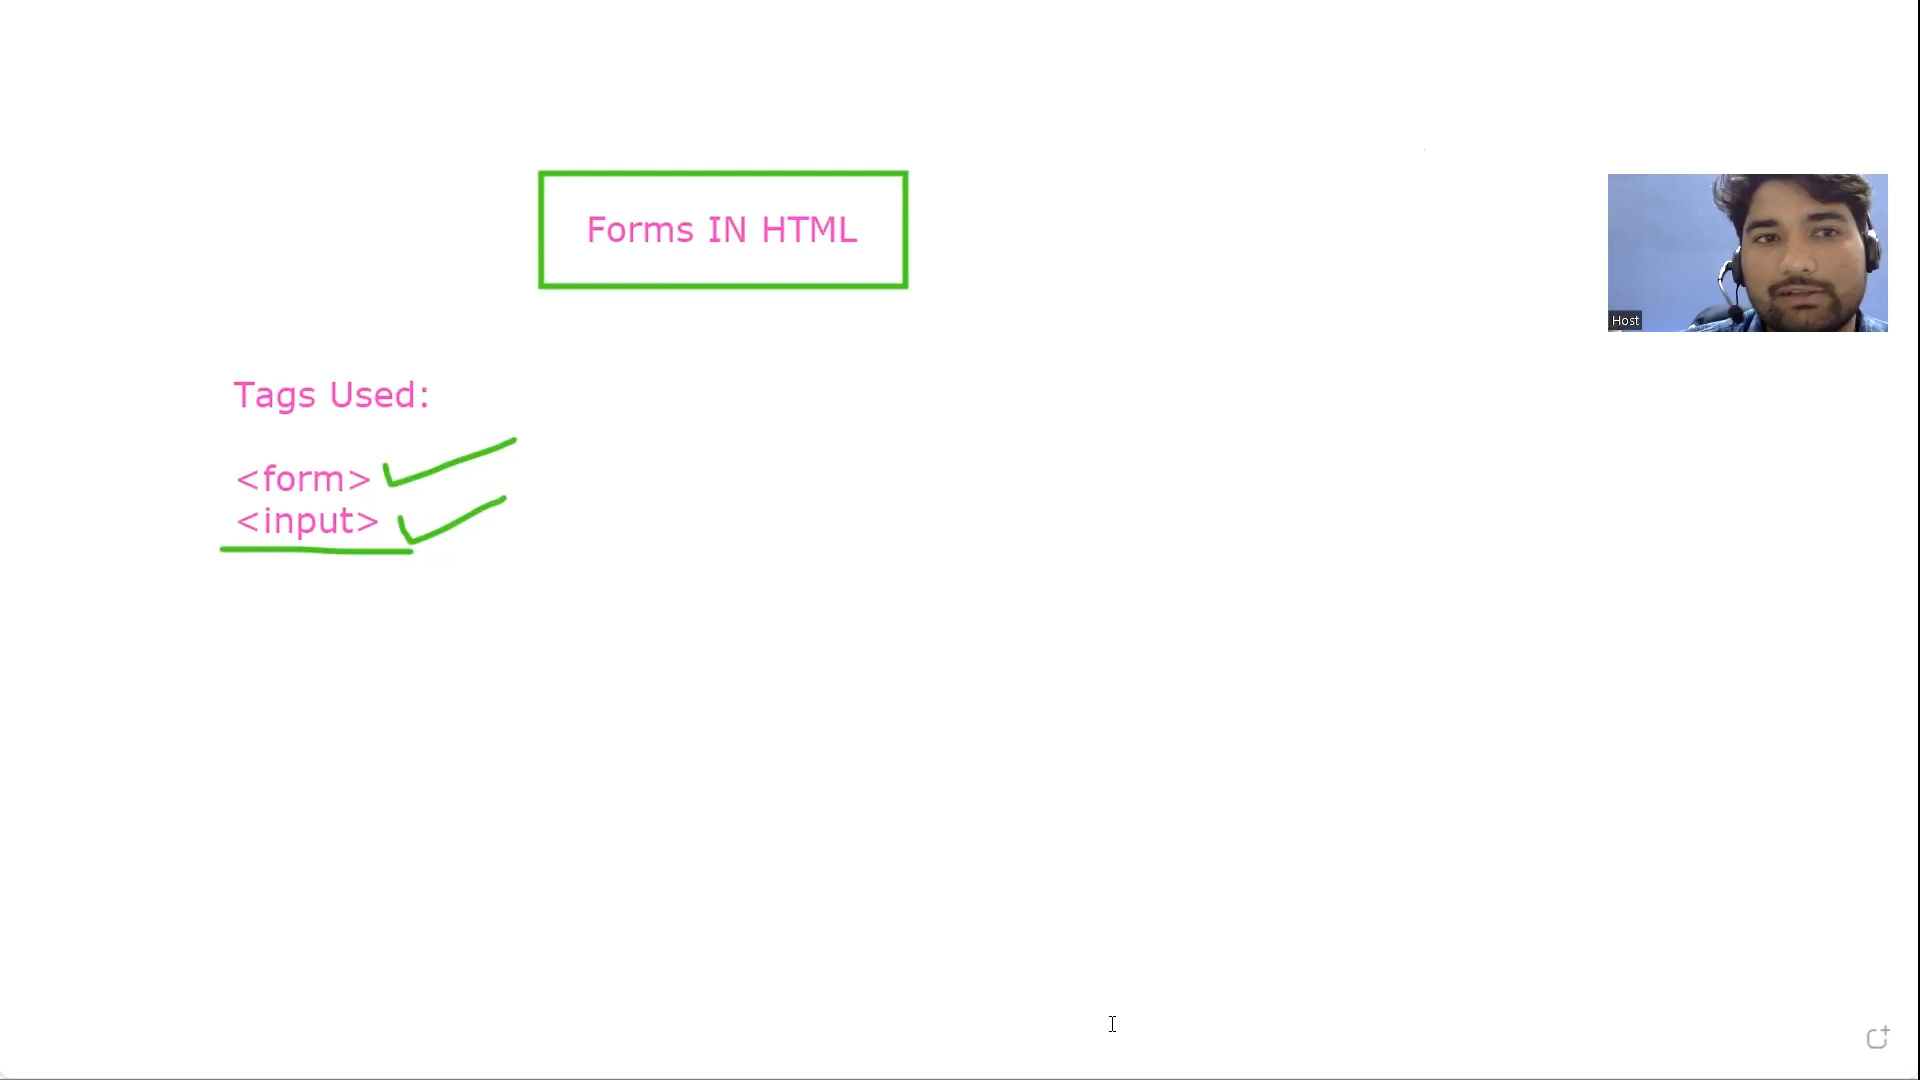 Forms IN HTML
Host
Tags Used:
<form>
<input>